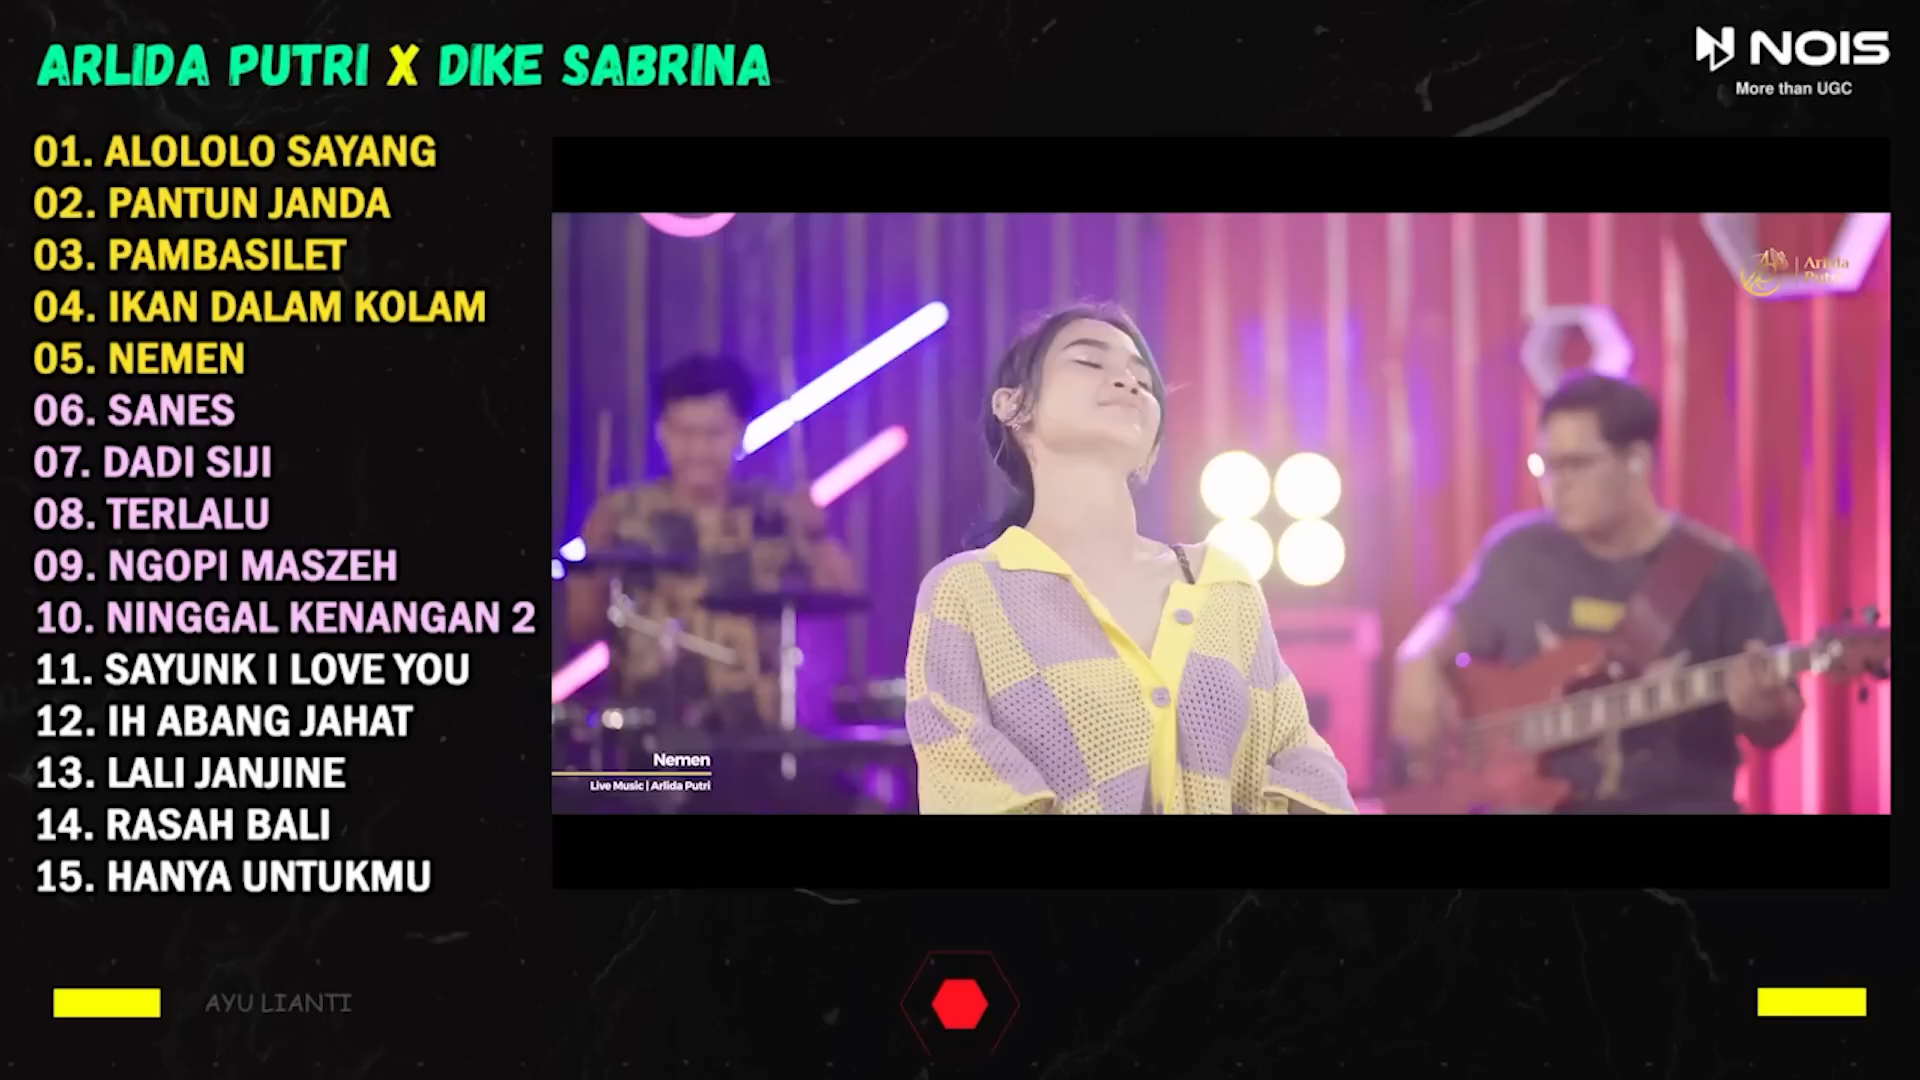 ARLIDA PUTRI X DIKE SABRINA
NOIS
More than UGC
01. ALOLOLO SAYANG
02. PANTUN JANDA
03. PAMBASILET
04. IKAN DALAM KOLAM
05. NEMEN
06. SANES
07. DADI SIJI
08. TERLALU
09. NGOPI MASZEH
10. NINGGAL KENANGAN 2
11. SAYUNK I LOVE YOU
12. IH ABANG JAHAT
13. LALI JANJINE
14. RASAH BALI
15. HANYA UNTUKMU
Arlida
Putri
Nemen
Live Music | Arlida Putri
AYU LIANTI